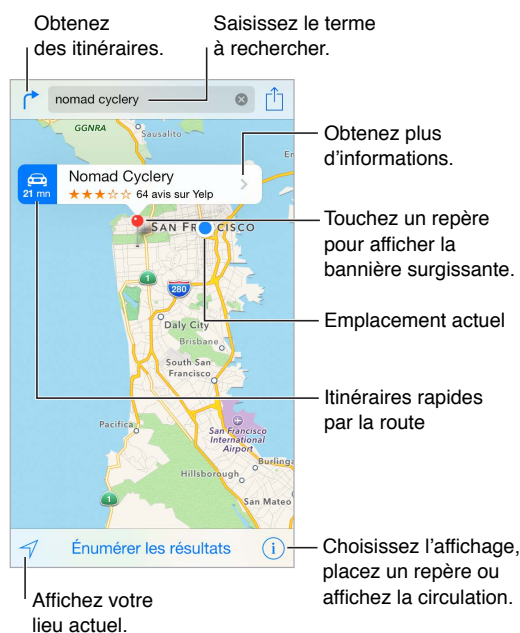 Obtenez
des itinéraires.
Saisissez le terme
à rechercher.
nomad cyclery
GGNRA
Sausalito
Obtenez plus
d'informations.
Nomad Cyclery
21 mn
64 avis sur Yelp
SAN FR CISCO
Touchez un repère
pour afficher la
bannière surgissante.
1
280
Emplacement actuel
Daly City
Brisbane
South San
Francisco
Itinéraires rapides
par la route
Pacifica
San Francisco
International
Airport
Burlinga
Hillsborough
1
San Mateo
Énumérer les résultats
Choisissez l'affichage,
placez un repère ou
affichez la circulation.
Affichez votre
lieu actuel.